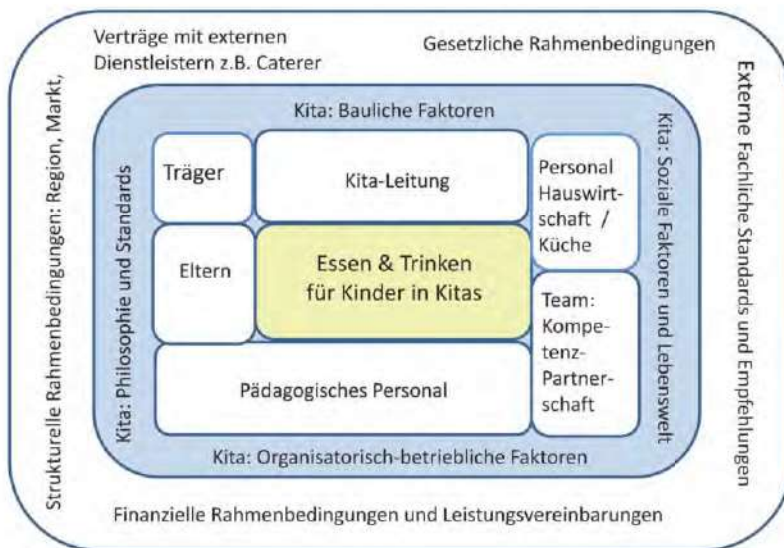 Verträge mit externen
Dienstleistern z.B. Caterer
Gesetzliche Rahmenbedingungen
Strukturelle Rahmenbedingungen: Region, Markt,
Externe Fachliche Standards und Empfehlungen
Kita: Bauliche Faktoren
Kita: Philosophie und Standards
Kita: Soziale Faktoren und Lebenswelt
Träger
Kita-Leitung
Personal
Hauswirt-
schaft /
Küche
Eltern
Essen & Trinken
für Kinder in Kitas
Team:
Kompe-
tenz-
Partner-
schaft
Pädagogisches Personal
Kita: Organisatorisch-betriebliche Faktoren
Finanzielle Rahmenbedingungen und Leistungsvereinbarungen